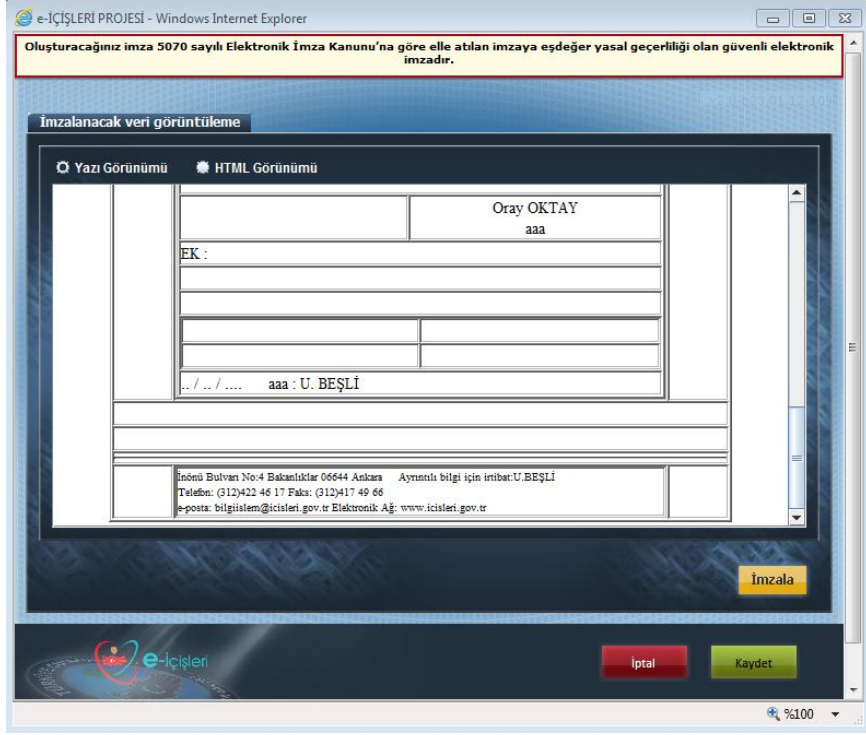 e-İÇİŞLERİ PROJESİ - Windows Internet Explorer
Oluşturacağınız imza 5070 sayılı Elektronik İmza Kanunu'na göre elle atılan imzaya eşdeğer yasal geçerliliği olan güvenli elektronik
imzadır.
İmzalanacak veri görüntüleme
Yazı Görünümü HTML Görünümü
Oray OKTAY
aaa
EK :
.. / .. / .... aaa : U. BEŞLİ
İnönü Bulvarı No:4 Bakanlıklar 06644 Ankara Ayrıntılı bilgi için irtibat:U.BEŞLİ
Telefon: (312)422 46 17 Faks: (312)417 49 66
e-posta: bilgiislem@icisleri.gov.tr Elektronik Ağ: www.icisleri.gov.tr
İmzala
e-İçişleri
İptal
Kaydet
%100